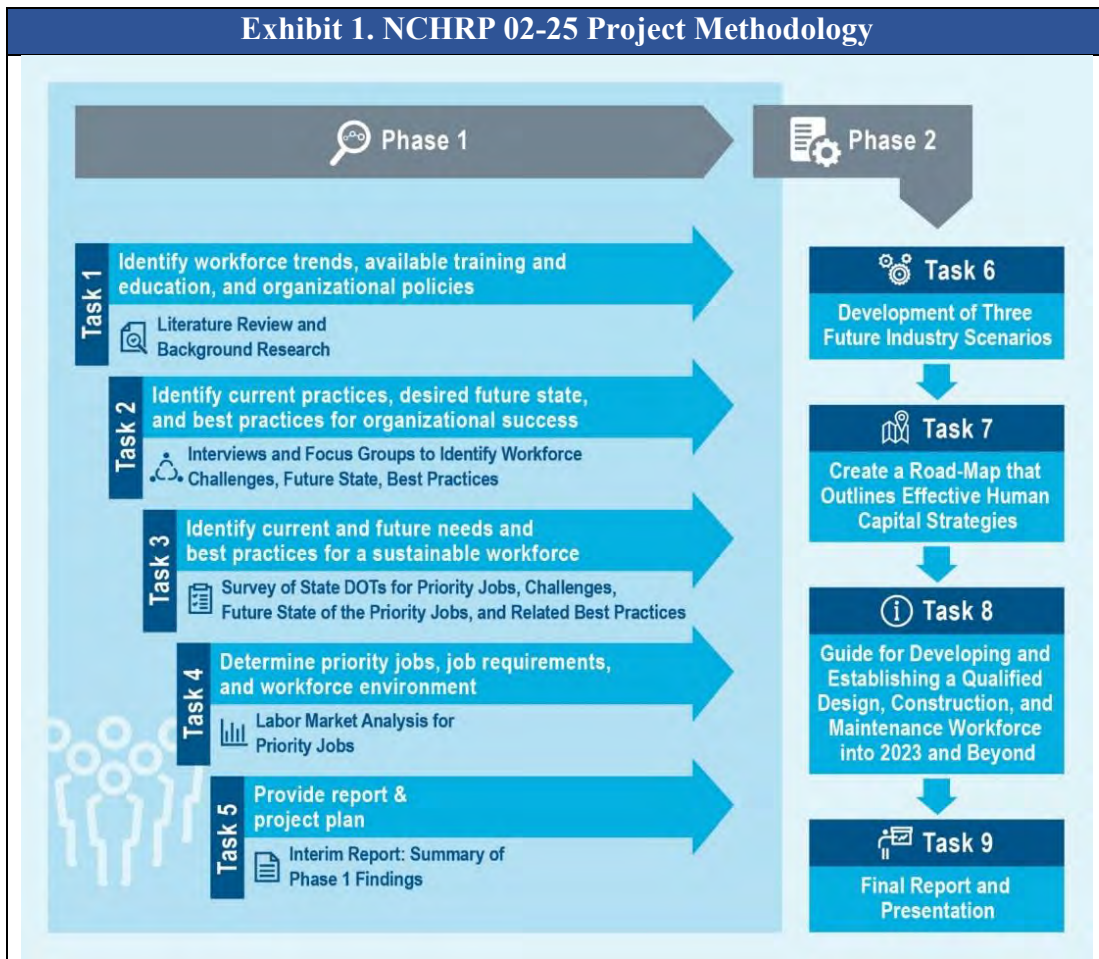 Exhibit 1. NCHRP 02-25 Project Methodology
Phase 1
Phase 2
Task 1
Identify workforce trends, available training and
education, and organizational policies
Literature Review and
Background Research
Task 2
Identify current practices, desired future state,
and best practices for organizational success
Interviews and Focus Groups to Identify Workforce
Challenges, Future State, Best Practices
Task 3
Identify current and future needs and
best practices for a sustainable workforce
Survey of State DOTs for Priority Jobs, Challenges,
Future State of the Priority Jobs, and Related Best Practices
Task 4
Determine priority jobs, job requirements,
and workforce environment
Labor Market Analysis for
Priority Jobs
Task 5
Provide report &
project plan
Interim Report: Summary of
Phase 1 Findings
Task 6
Development of Three
Future Industry Scenarios
Task 7
Create a Road-Map that
Outlines Effective Human
Capital Strategies
Task 8
Guide for Developing and
Establishing a Qualified
Design, Construction, and
Maintenance Workforce
into 2023 and Beyond
Task 9
Final Report and
Presentation